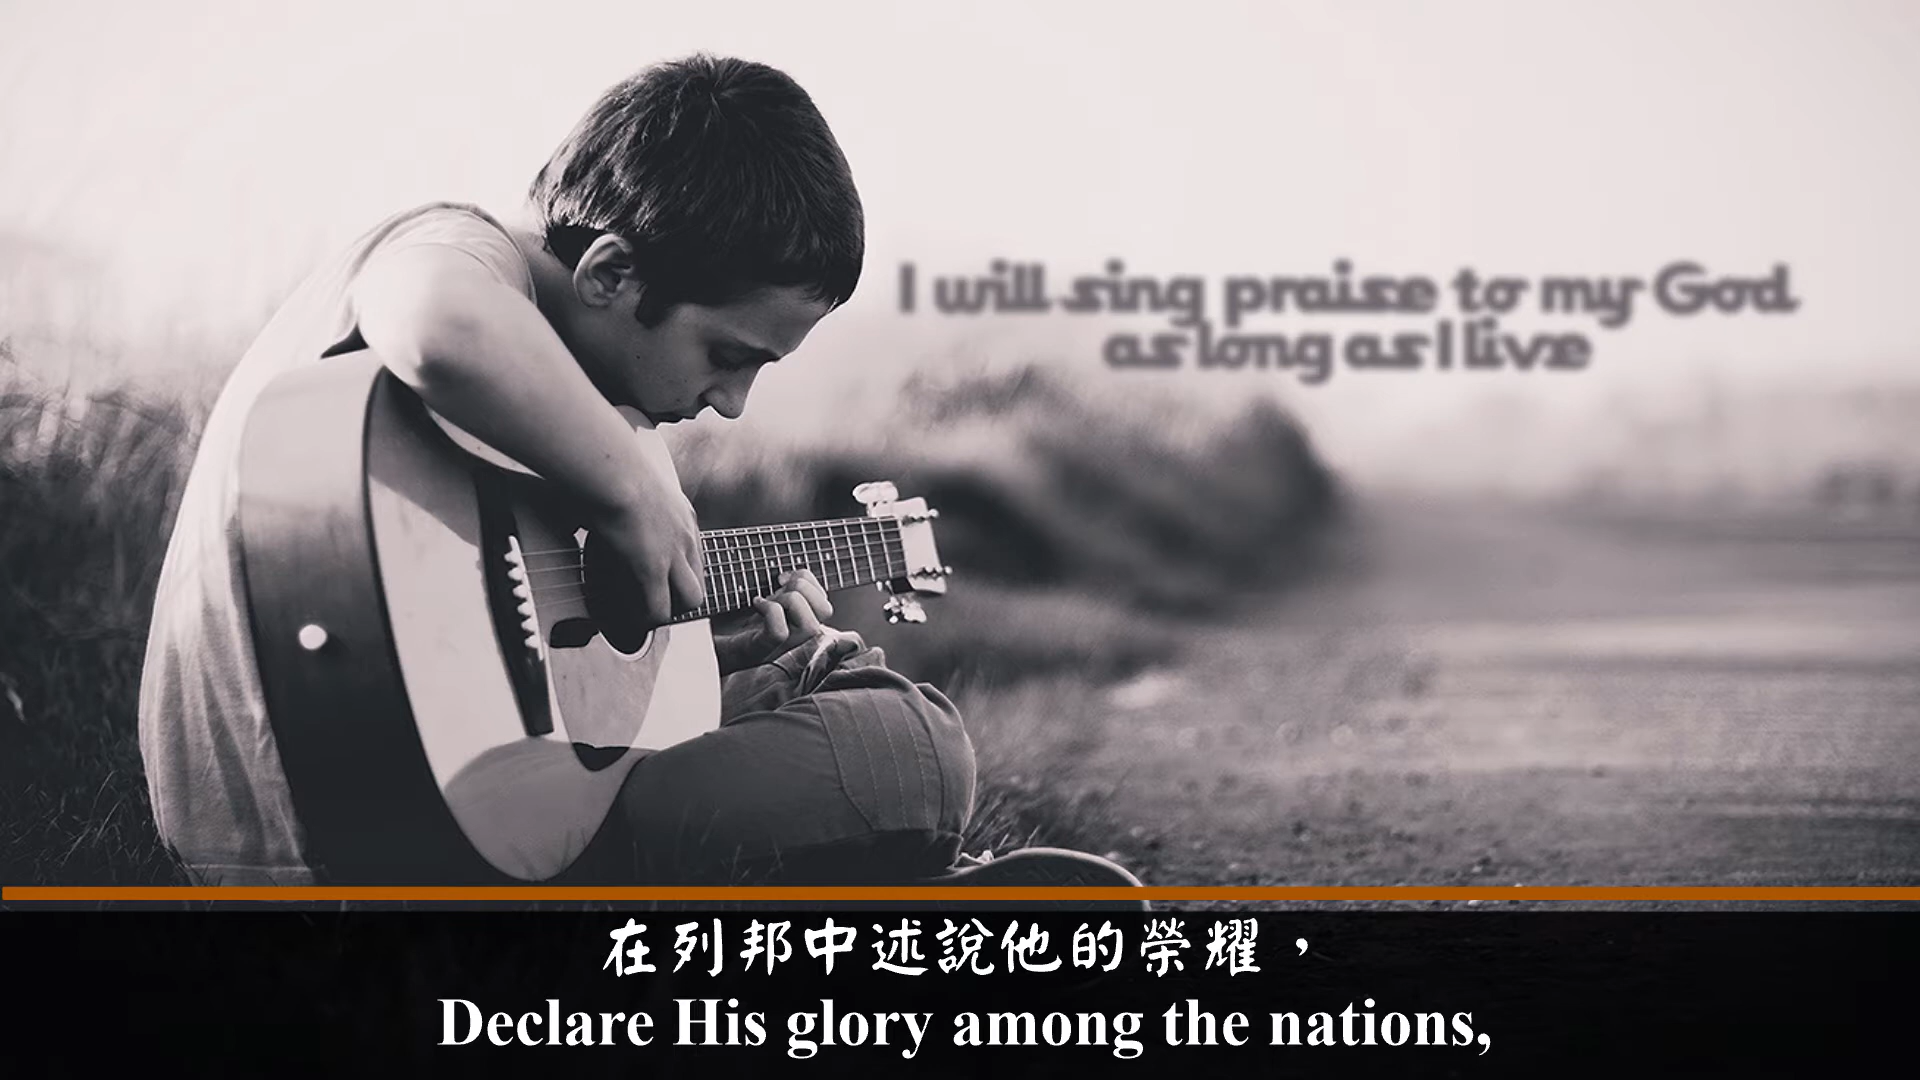 I will sing praise to my God
as long as I live
在列邦中述說他的榮耀，
Declare His glory among the nations,